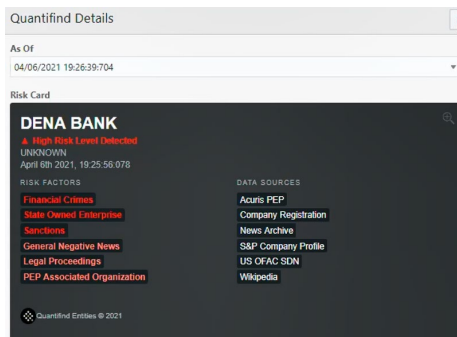 Quantifind Details
As Of
04/06/2021 19:26:39:704
Risk Card
DENA BANK
▲ High Risk Level Detected
UNKNOWN
April 6th 2021, 19:25:56:078
RISK FACTORS
Financial Crimes
State Owned Enterprise
Sanctions
General Negative News
Legal Proceedings
PEP Associated Organization
DATA SOURCES
Acuris PEP
Company Registration
News Archive
S&P Company Profile
US OFAC SDN
Wikipedia
Quantifind Entities © 2021